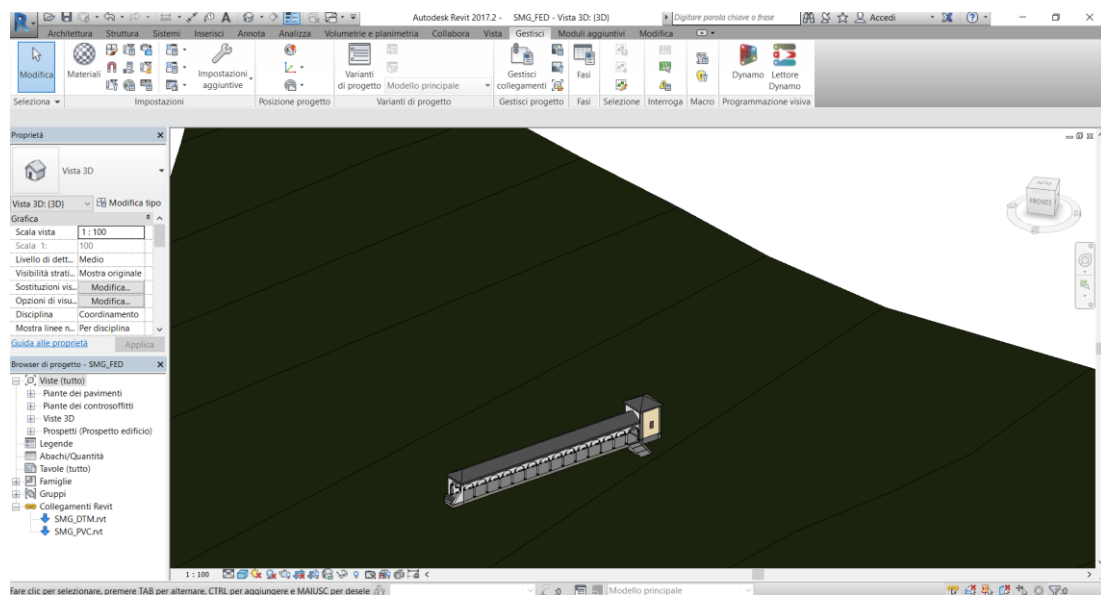 Autodesk Revit 2017.2 - SMG_FED - Vista 3D: {3D}
Digitare parola chiave o frase
Accedi
Architettura Struttura Sistemi Inserisci Annota Analizza Volumetrie e planimetria Collabora Vista Gestisci Moduli aggiuntivi Modifica
Modifica
Materiali
Impostazioni aggiuntive
Varianti di progetto
Modello principale
Gestisci collegamenti
Fasi
Dynamo
Lettore Dynamo
Seleziona
Impostazioni
Posizione progetto
Varianti di progetto
Gestisci progetto
Fasi
Selezione
Interroga
Macro
Programmazione visiva
Proprietà
Vista 3D
Vista 3D: {3D}
Modifica tipo
Grafica
Scala vista 1 : 100
Scala 1: 100
Livello di dett... Medio
Visibilità strati... Mostra originale
Sostituzioni vis... Modifica...
Opzioni di visu... Modifica...
Disciplina Coordinamento
Mostra linee n... Per disciplina
Guida alle proprietà
Applica
Browser di progetto - SMG_FED
Viste (tutto)
Piante dei pavimenti
Piante dei controsoffitti
Viste 3D
Prospetti (Prospetto edificio)
Legende
Abachi/Quantità
Tavole (tutto)
Famiglie
Gruppi
Collegamenti Revit
SMG_DTM.rvt
SMG_PVC.rvt
1 : 100
Fare clic per selezionare, premere TAB per alternare, CTRL per aggiungere e MAIUSC per desele
:0
Modello principale
:0